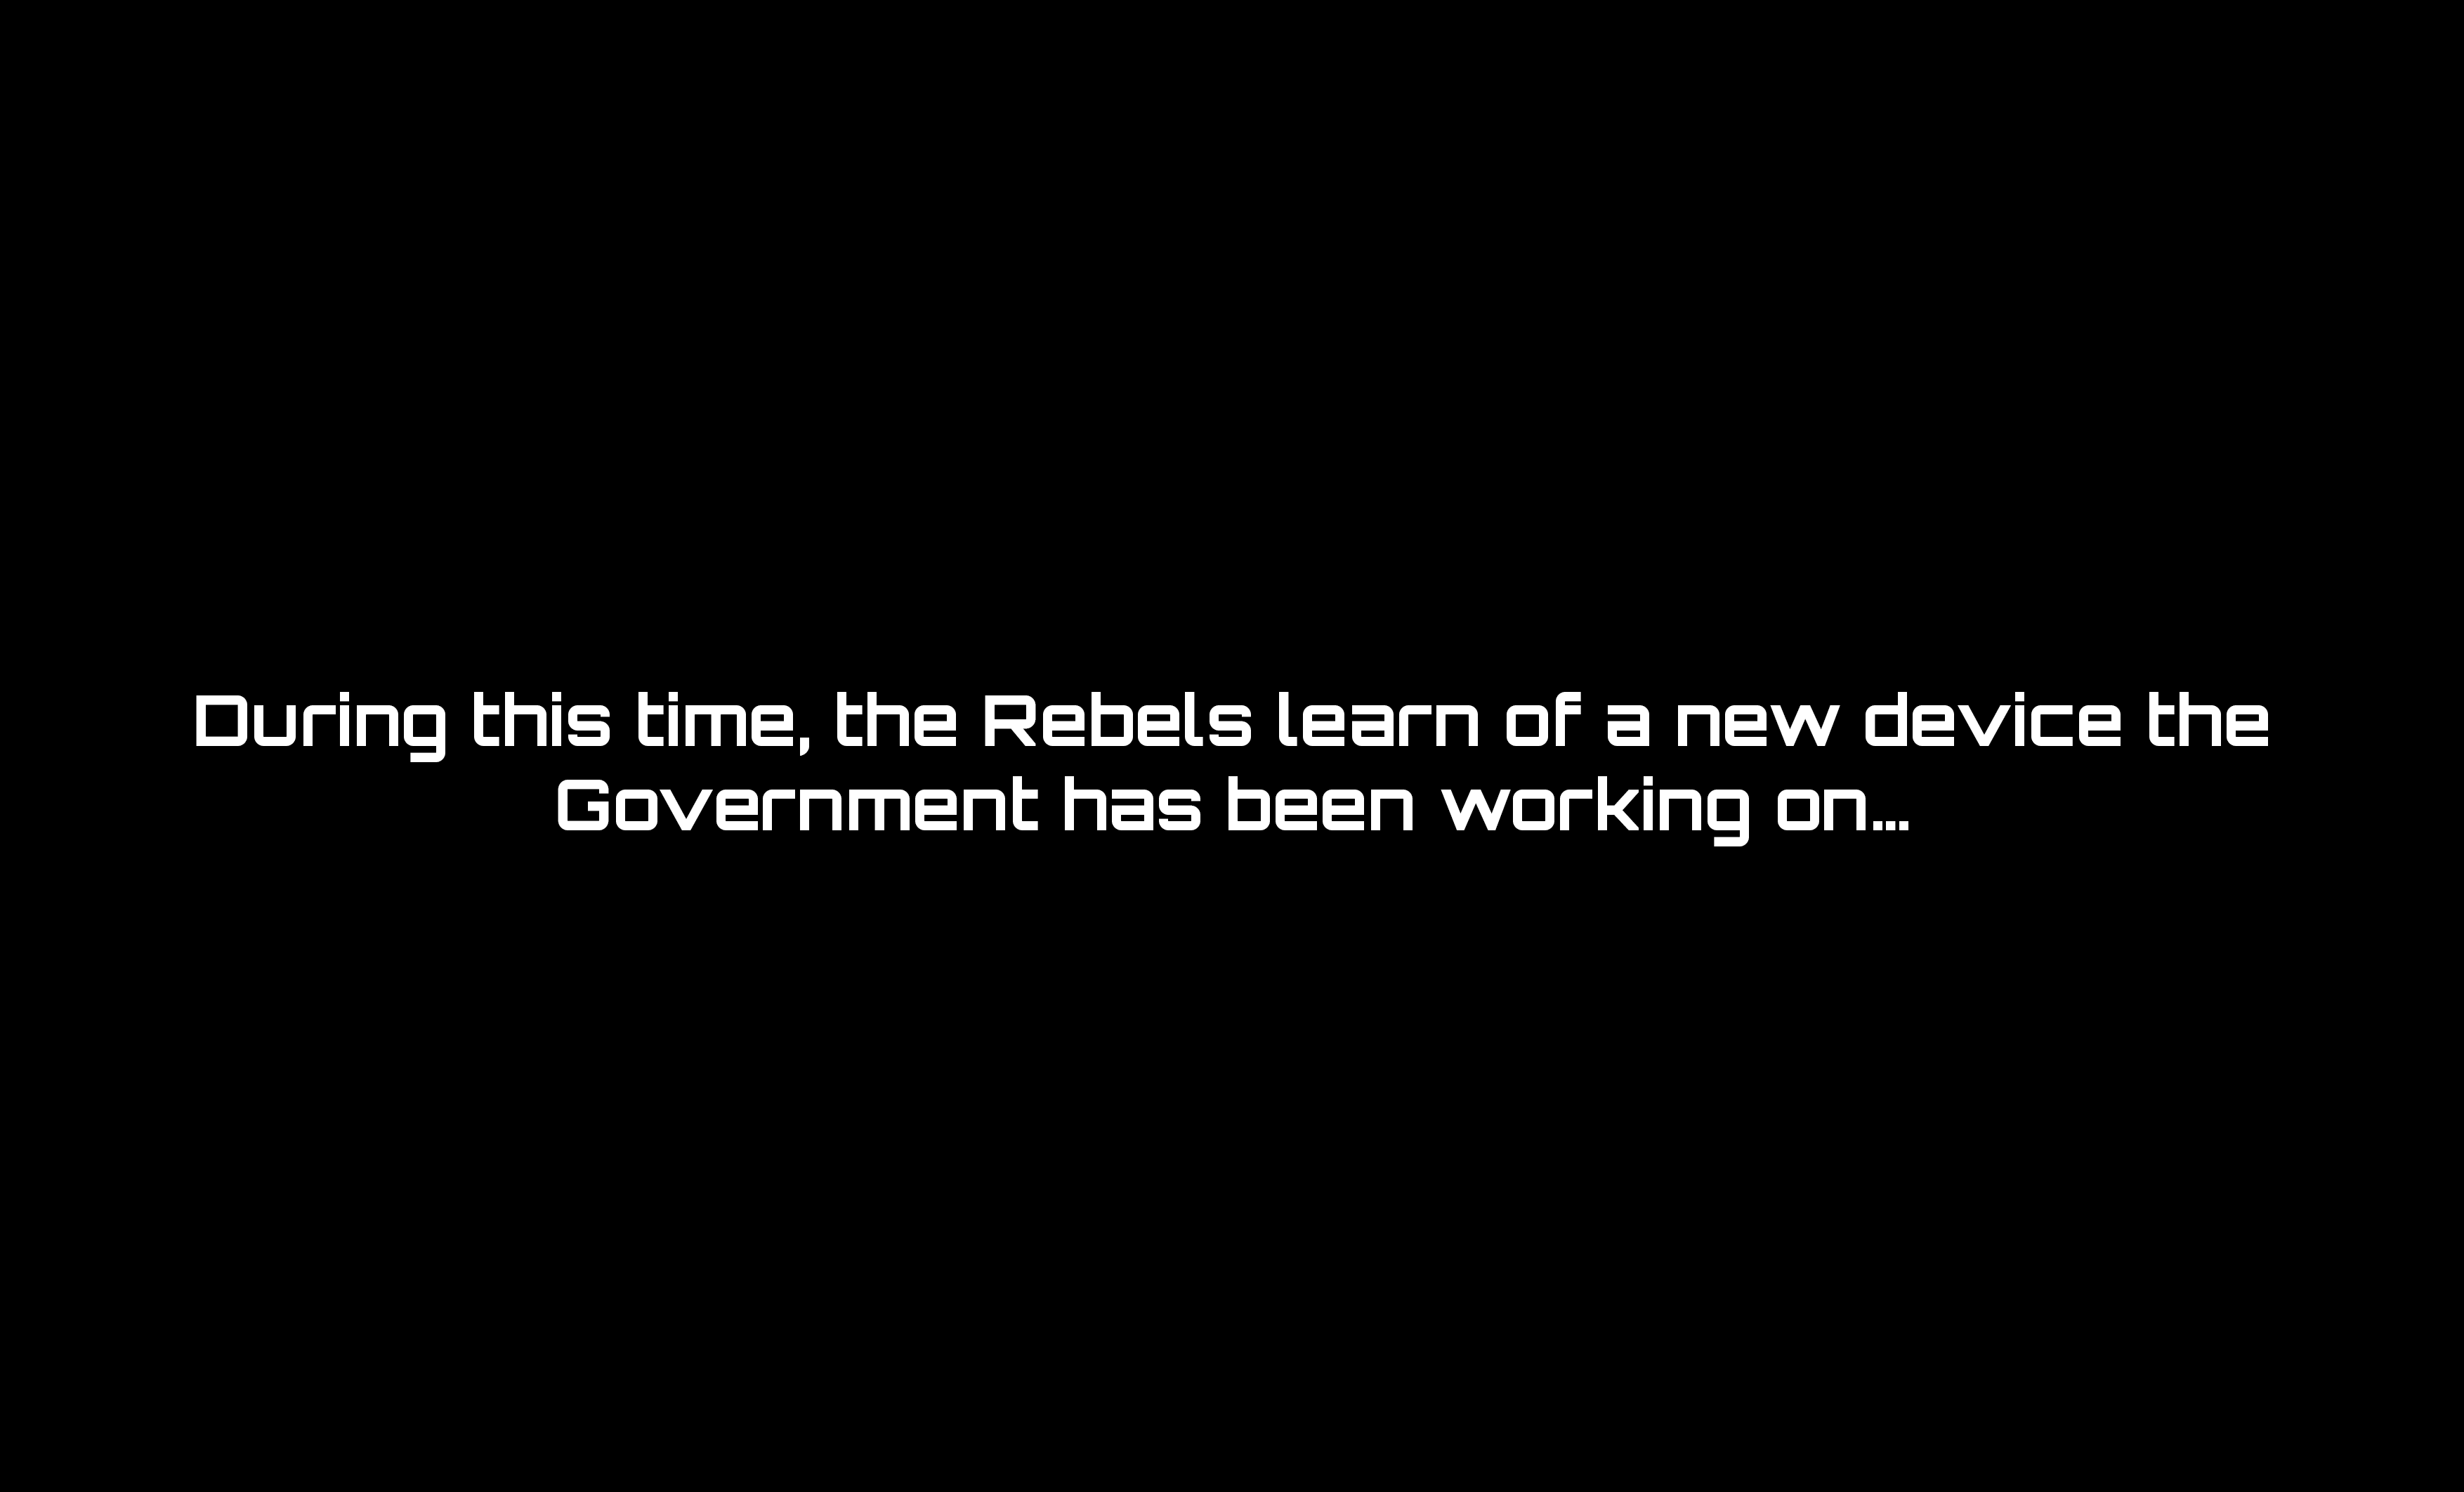 During this time, the Rebels learn of a new device the
Government has been working on...